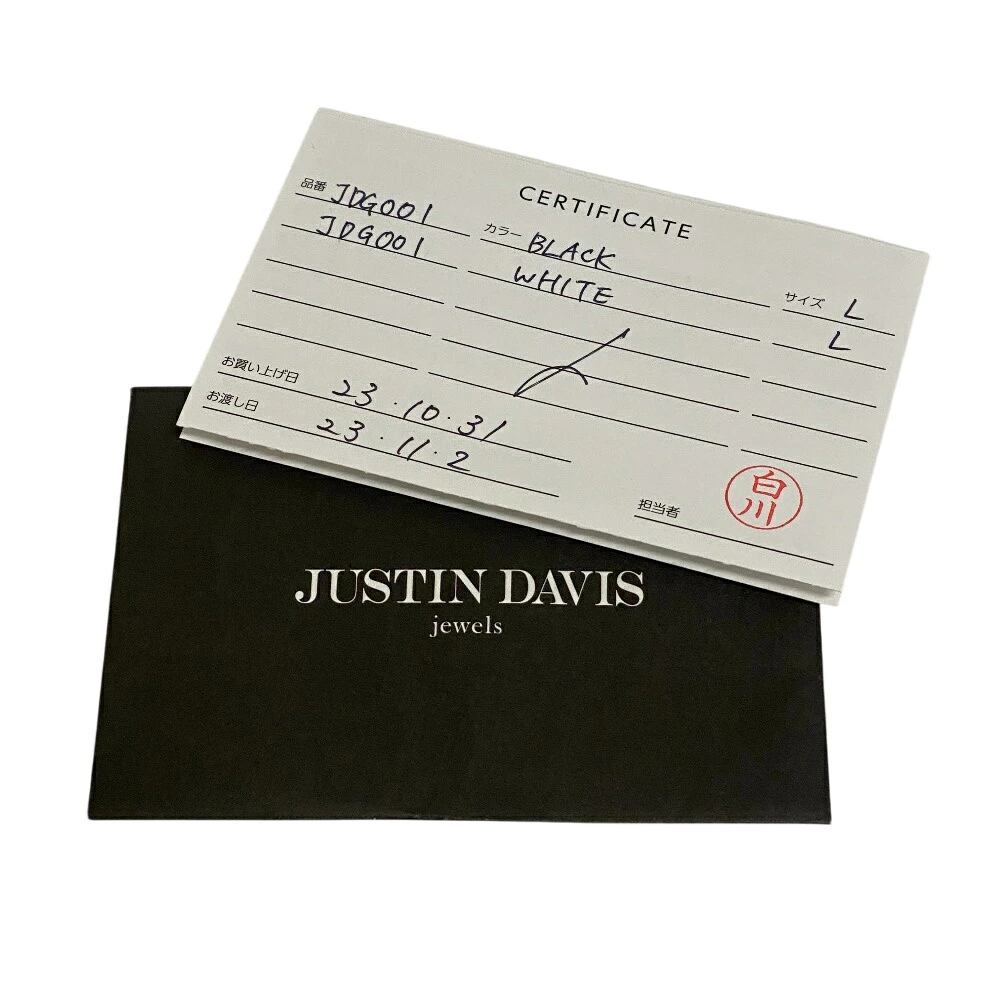 CERTIFICATE
品番 JDG001 カラー BLACK サイズ L
JDG001 WHITE L
お買い上げ日 23.10.31
お渡し日 23.11.2
担当者 白川
JUSTIN DAVIS
jewels